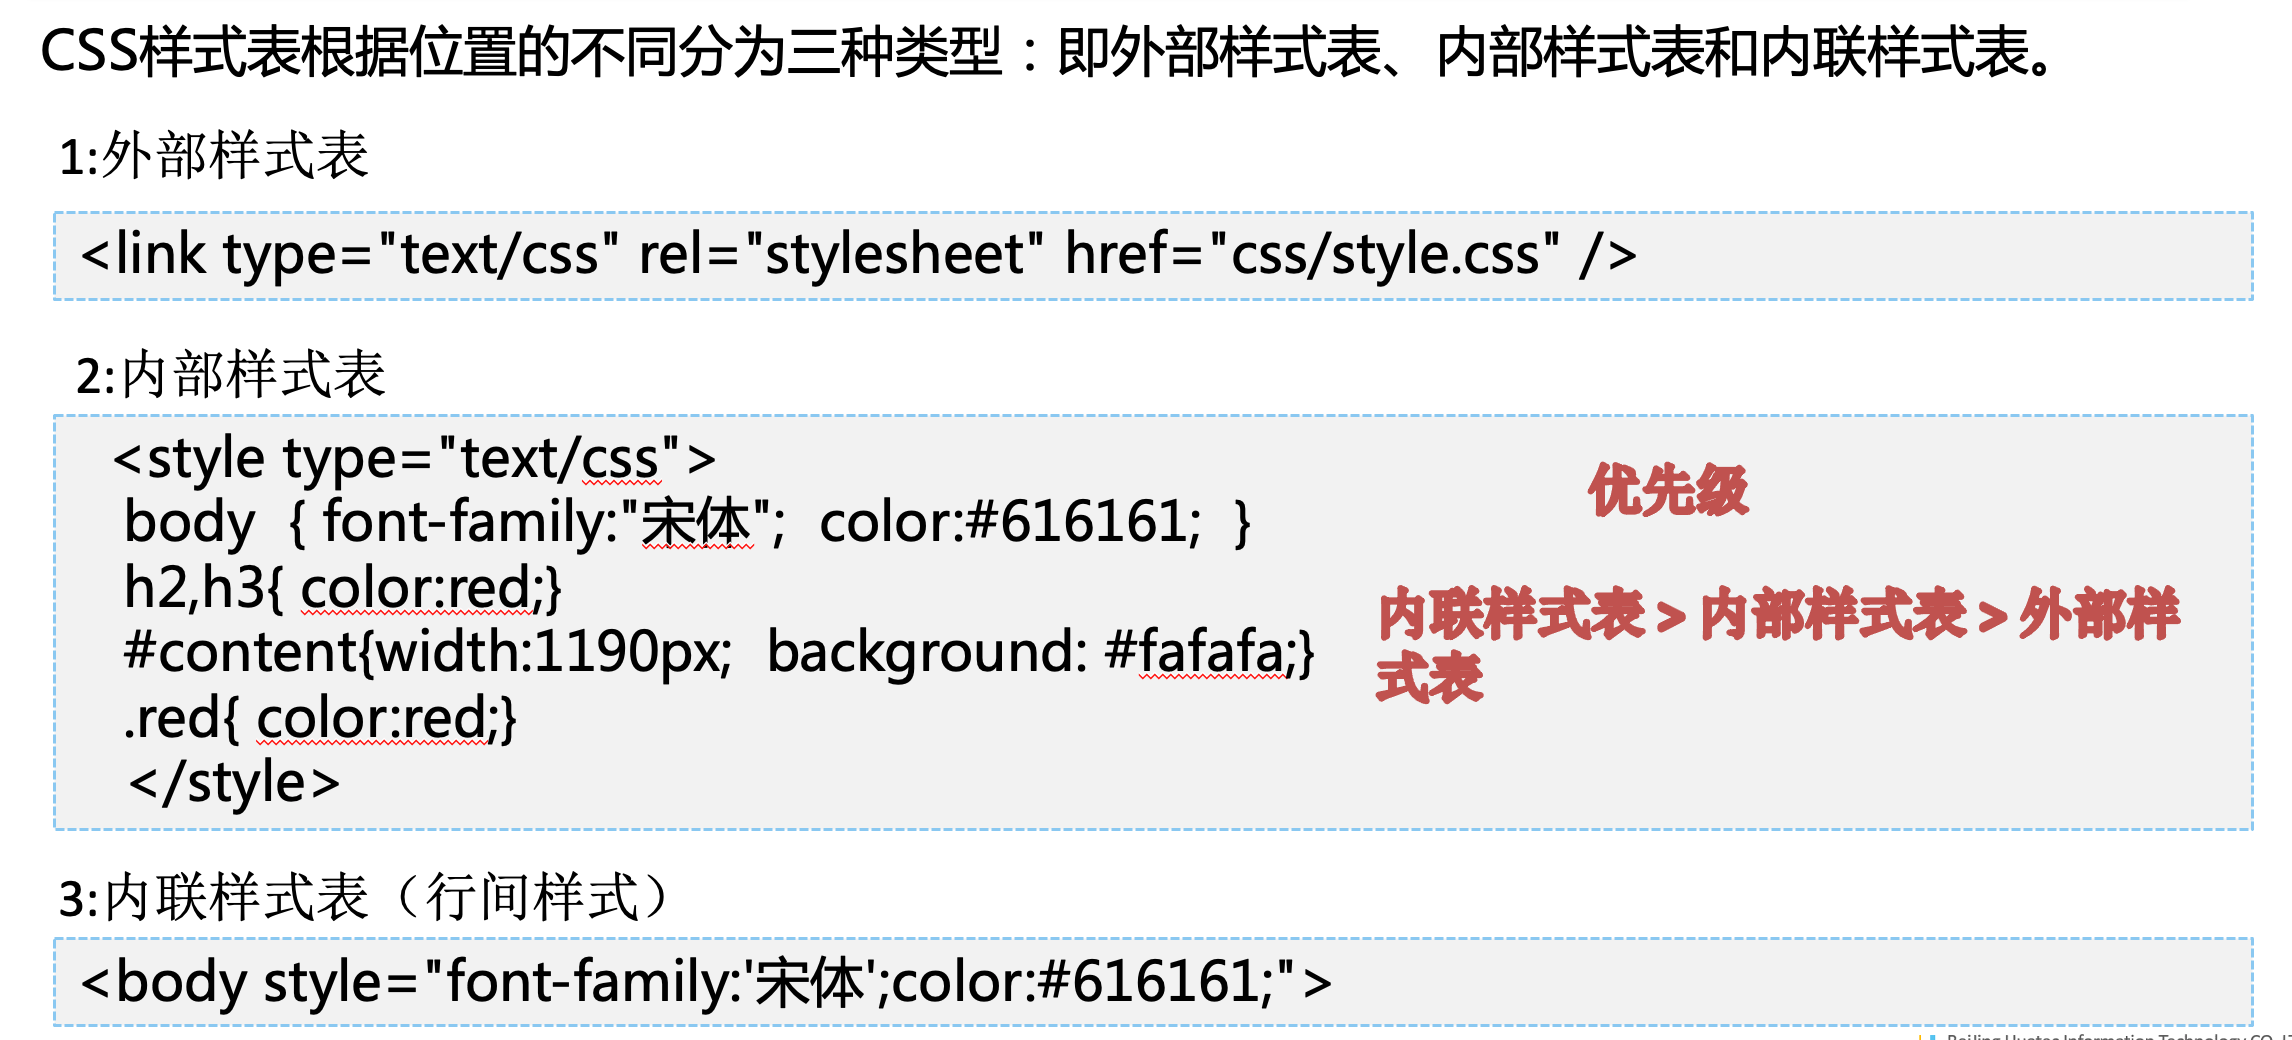 CSS样式表根据位置的不同分为三种类型：即外部样式表、内部样式表和内联样式表。
1:外部样式表
<link type="text/css" rel="stylesheet" href="css/style.css" />
2:内部样式表
<style type="text/css">
body { font-family:"宋体"; color:#616161; }
h2,h3{ color:red;}
#content{width:1190px; background: #fafafa;}
.red{ color:red;}
</style>
优先级
内联样式表 > 内部样式表 > 外部样
式表
3:内联样式表（行间样式）
<body style="font-family:'宋体';color:#616161;">
Information Technology CO.